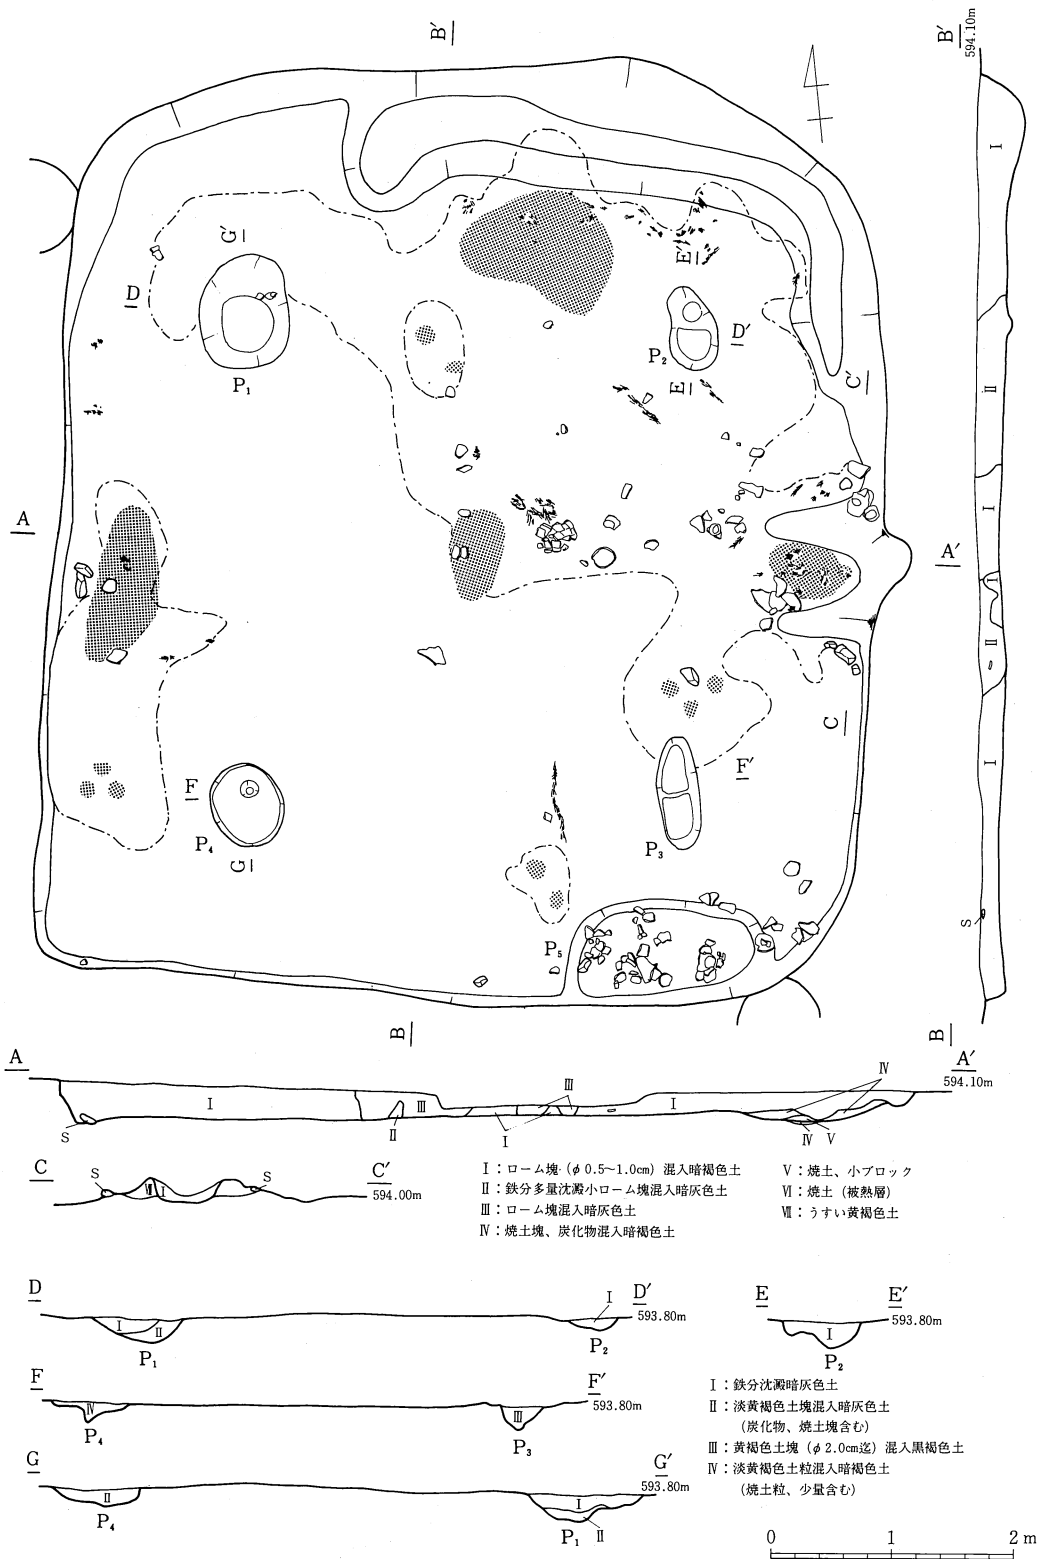 B′
B′
594.10m
Ⅰ
G′
E′
D
D′
P₂
P₁
E
C′
Ⅱ
A
Ⅰ
A′
Ⅰ
Ⅱ
C
Ⅰ
F
F′
P₄
G
P₃
S
P₅
B
B
A
A′
594.10m
Ⅳ
Ⅲ
Ⅰ
Ⅲ
Ⅰ
Ⅱ
S
Ⅰ
Ⅳ
Ⅴ
C
S
Ⅶ
Ⅰ
S
C′
594.00m
Ⅰ：ローム塊（φ0.5～1.0cm）混入暗褐色土
Ⅱ：鉄分多量沈澱小ローム塊混入暗灰色土
Ⅲ：ローム塊混入暗灰色土
Ⅳ：焼土塊、炭化物混入暗褐色土
Ⅴ：焼土、小ブロック
Ⅵ：焼土（被熱層）
Ⅶ：うすい黄褐色土
D
Ⅰ
Ⅱ
P₁
Ⅰ
P₂
D′
593.80m
E
Ⅰ
P₂
E′
593.80m
F
Ⅳ
P₄
Ⅲ
P₃
F′
593.80m
G
Ⅱ
P₄
Ⅰ
P₁
Ⅱ
G′
593.80m
Ⅰ：鉄分沈澱暗灰色土
Ⅱ：淡黄褐色土塊混入暗灰色土
（炭化物、焼土塊含む）
Ⅲ：黄褐色土塊（φ2.0cm迄）混入黒褐色土
Ⅳ：淡黄褐色土粒混入暗褐色土
（焼土粒、少量含む）
0 1 2m